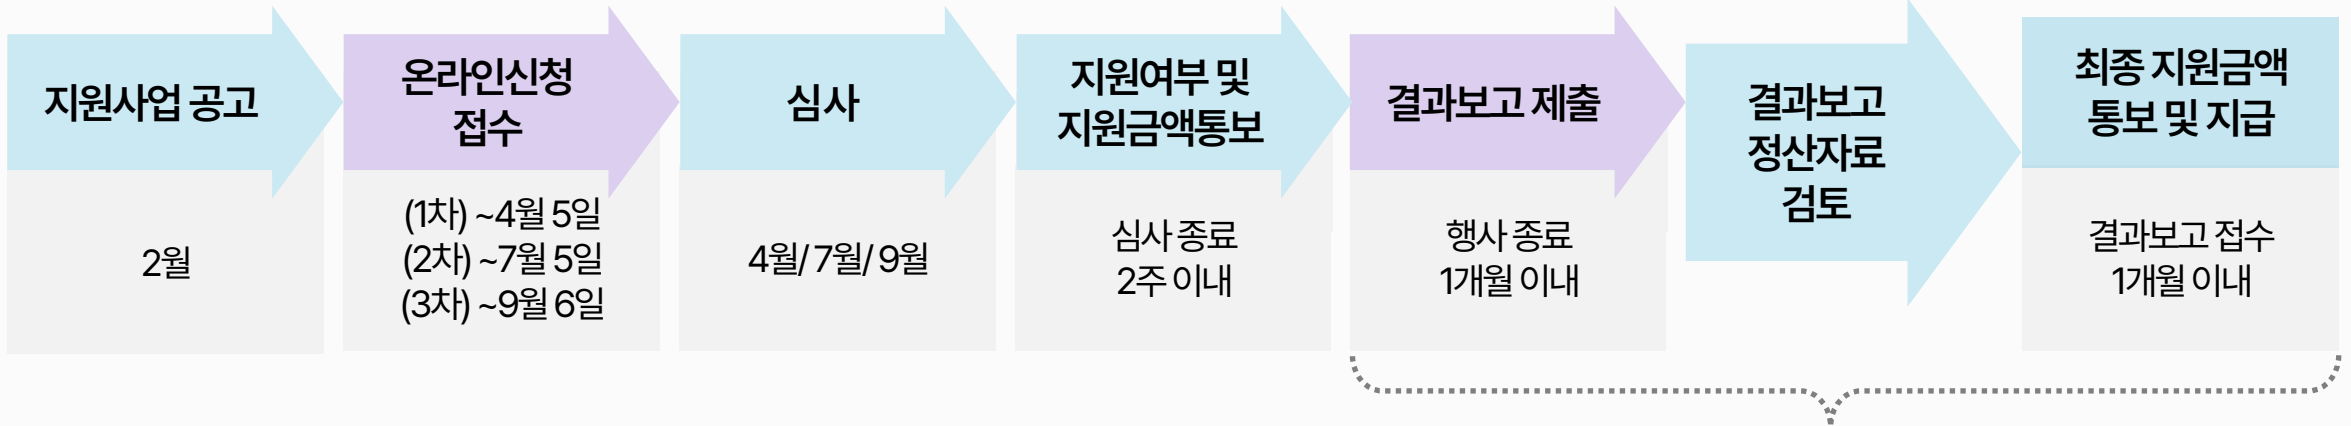 지원사업 공고
2월
온라인신청
접수
(1차) ~4월 5일
(2차) ~7월 5일
(3차) ~9월 6일
심사
4월/ 7월/ 9월
지원여부 및
지원금액통보
심사 종료
2주 이내
결과보고 제출
행사 종료
1개월 이내
결과보고
정산자료
검토
최종 지원금액
통보 및 지급
결과보고 접수
1개월 이내